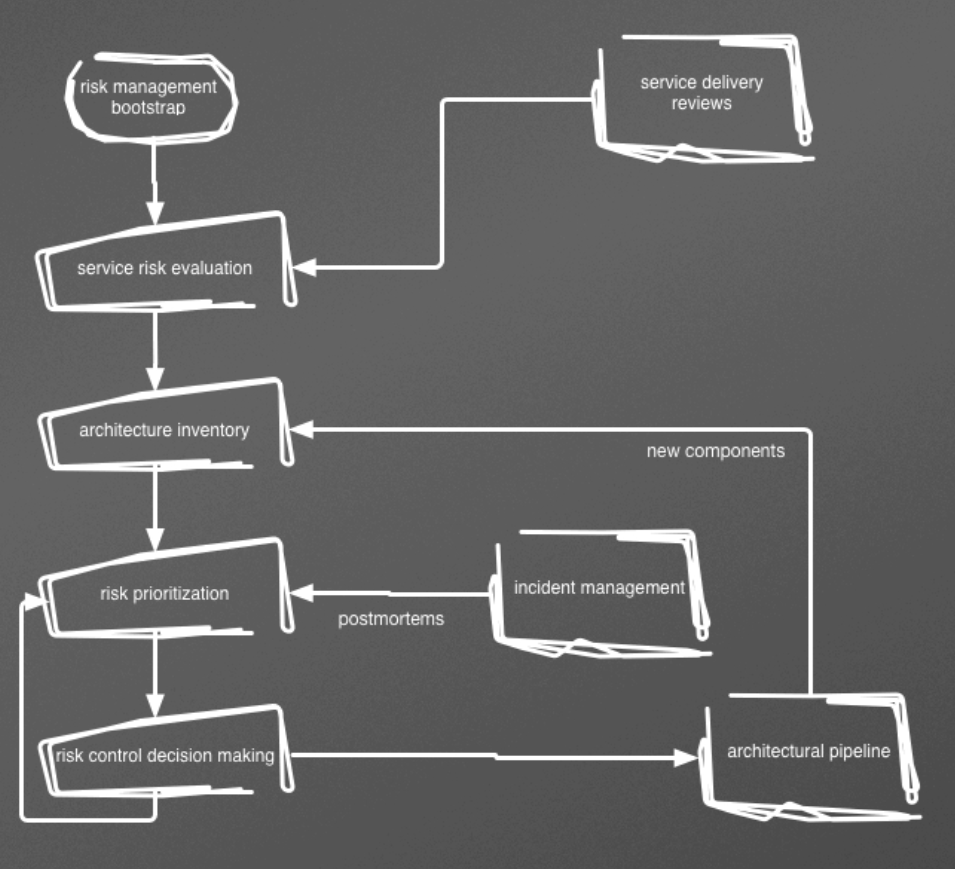 risk management
bootstrap
service delivery
reviews
service risk evaluation
architecture inventory
new components
risk prioritization
incident management
postmortems
risk control decision making
architectural pipeline